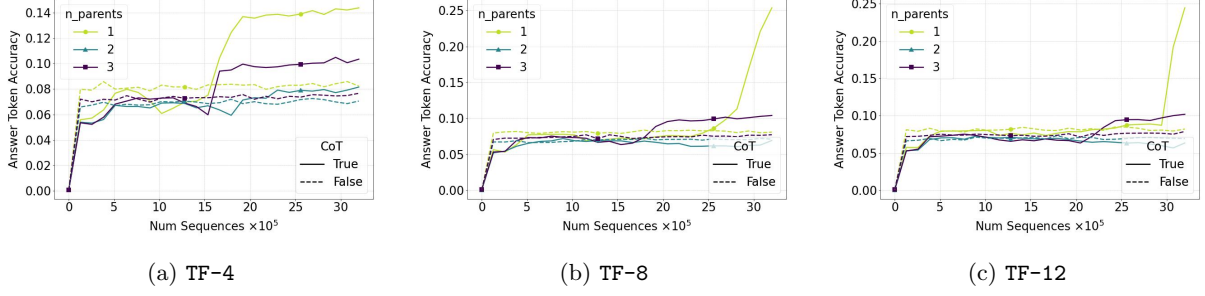 Answer Token Accuracy
0.14
0.12
0.10
0.08
0.06
0.04
0.02
0.00
n_parents
1
2
3
CoT
True
False
0 5 10 15 20 25 30
Num Sequences ×10⁵
(a) TF-4
Answer Token Accuracy
0.25
0.20
0.15
0.10
0.05
0.00
n_parents
1
2
3
CoT
True
False
0 5 10 15 20 25 30
Num Sequences ×10⁵
(b) TF-8
Answer Token Accuracy
0.25
0.20
0.15
0.10
0.05
0.00
n_parents
1
2
3
CoT
True
False
0 5 10 15 20 25 30
Num Sequences ×10⁵
(c) TF-12